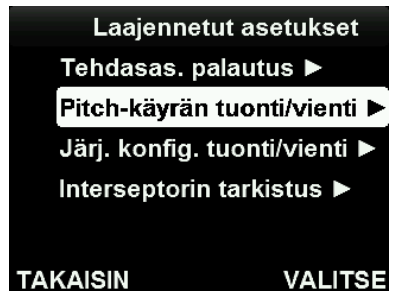 Laajennetut asetukset
Tehdasas. palautus ►
Pitch-käyrän tuonti/vienti ►
Järj. konfig. tuonti/vienti ►
Interseptorin tarkistus ►
TAKAISIN VALITSE